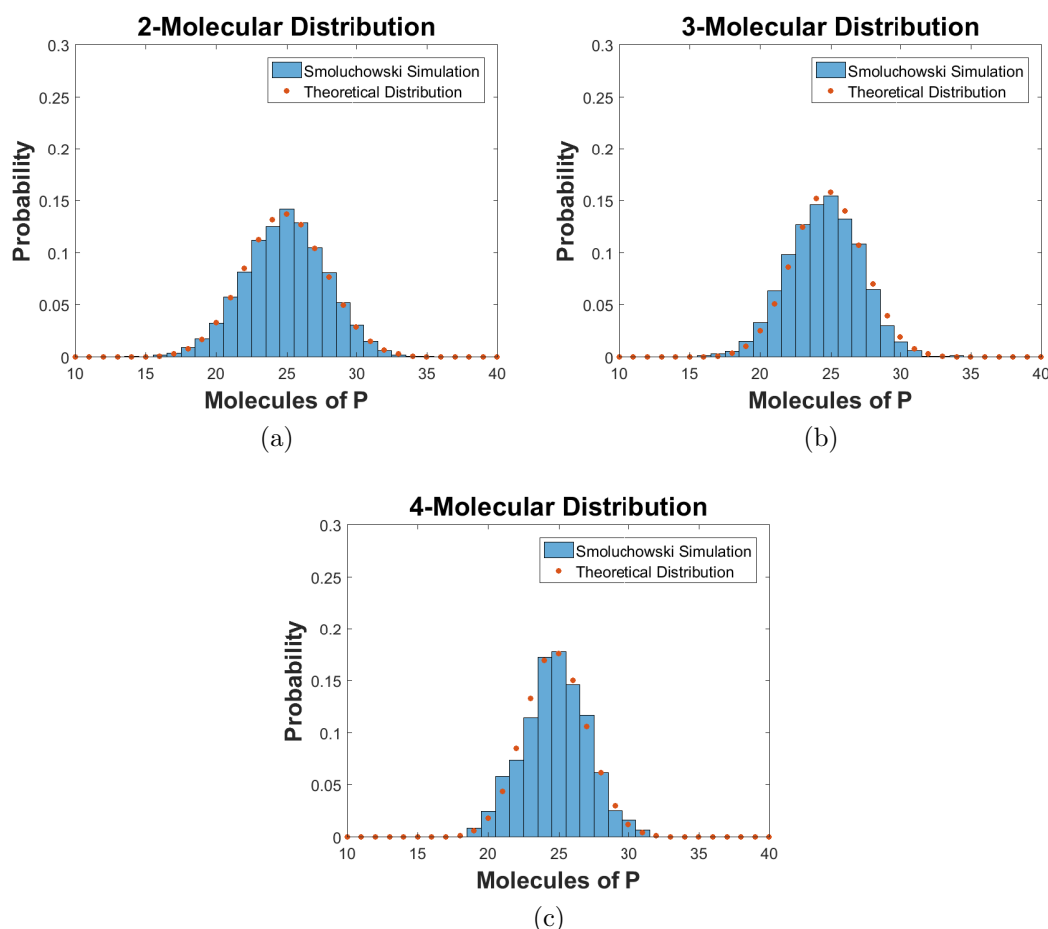 2-Molecular Distribution
0.3
0.25
0.2
0.15
0.1
0.05
0
Probability
Smoluchowski Simulation
Theoretical Distribution
10 15 20 25 30 35 40
Molecules of P
(a)
3-Molecular Distribution
0.3
0.25
0.2
0.15
0.1
0.05
0
Probability
Smoluchowski Simulation
Theoretical Distribution
10 15 20 25 30 35 40
Molecules of P
(b)
4-Molecular Distribution
0.3
0.25
0.2
0.15
0.1
0.05
0
Probability
Smoluchowski Simulation
Theoretical Distribution
10 15 20 25 30 35 40
Molecules of P
(c)